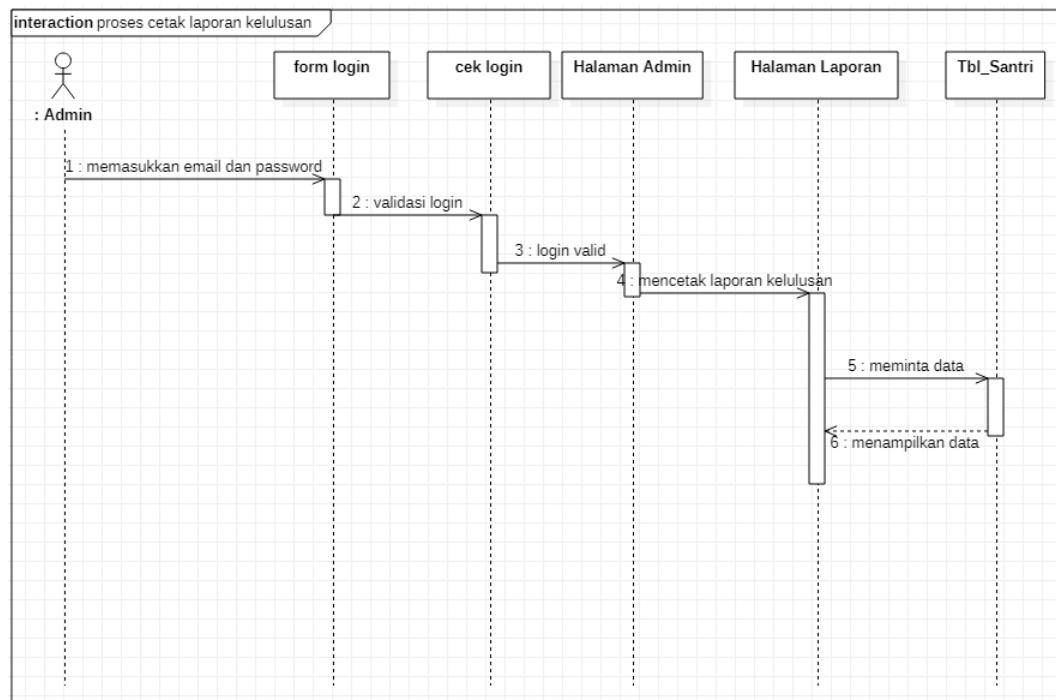 interaction proses cetak laporan kelulusan
form login
cek login
Halaman Admin
Halaman Laporan
Tbl_Santri
: Admin
1 : memasukkan email dan password
2 : validasi login
3 : login valid
4 : mencetak laporan kelulusan
5 : meminta data
6 : menampilkan data